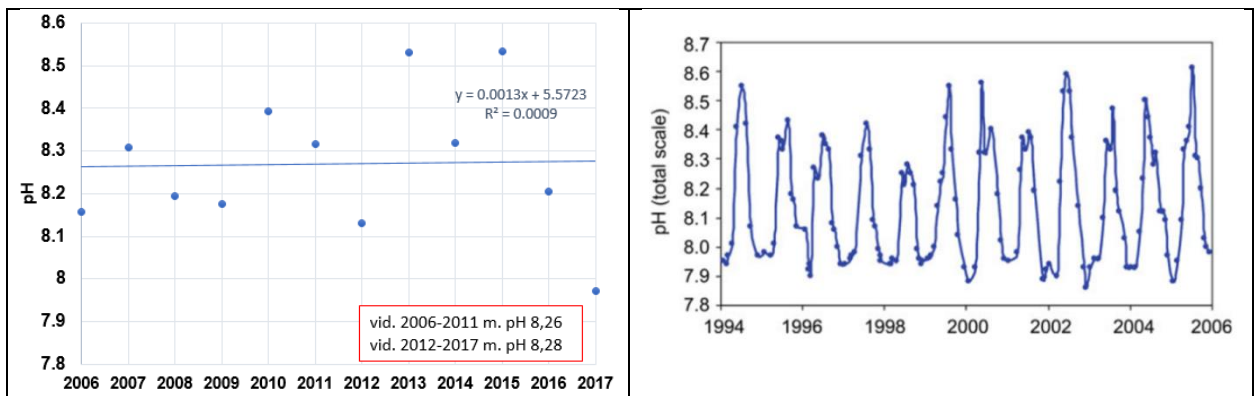 8.6
8.5
8.4
8.3
8.2
8.1
8
7.9
7.8
pH
y = 0.0013x + 5.5723
R² = 0.0009
vid. 2006-2011 m. pH 8,26
vid. 2012-2017 m. pH 8,28
2006 2007 2008 2009 2010 2011 2012 2013 2014 2015 2016 2017
8.7
8.6
8.5
8.4
8.3
8.2
8.1
8.0
7.9
7.8
pH (total scale)
1994 1996 1998 2000 2002 2004 2006